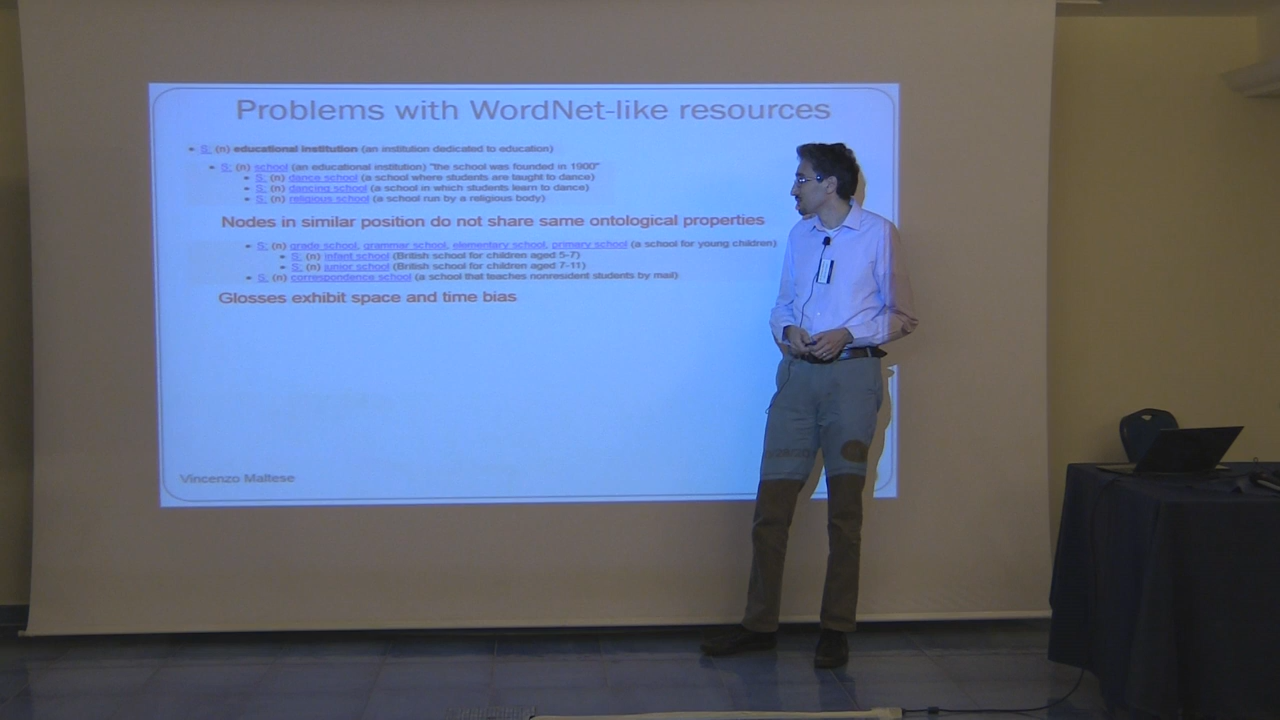 Problems with WordNet-like resources
• S: (n) educational institution (an institution dedicated to education)
• S: (n) school (an educational institution) "the school was founded in 1900"
• S: (n) dance school (a school where students are taught to dance)
• S: (n) dancing school (a school in which students learn to dance)
• S: (n) religious school (a school run by a religious body)
Nodes in similar position do not share same ontological properties
• S: (n) grade school, grammar school, elementary school, primary school (a school for young children)
• S: (n) infant school (British school for children aged 5-7)
• S: (n) junior school (British school for children aged 7-11)
• S: (n) correspondence school (a school that teaches nonresident students by mail)
Glosses exhibit space and time bias
Vincenzo Maltese